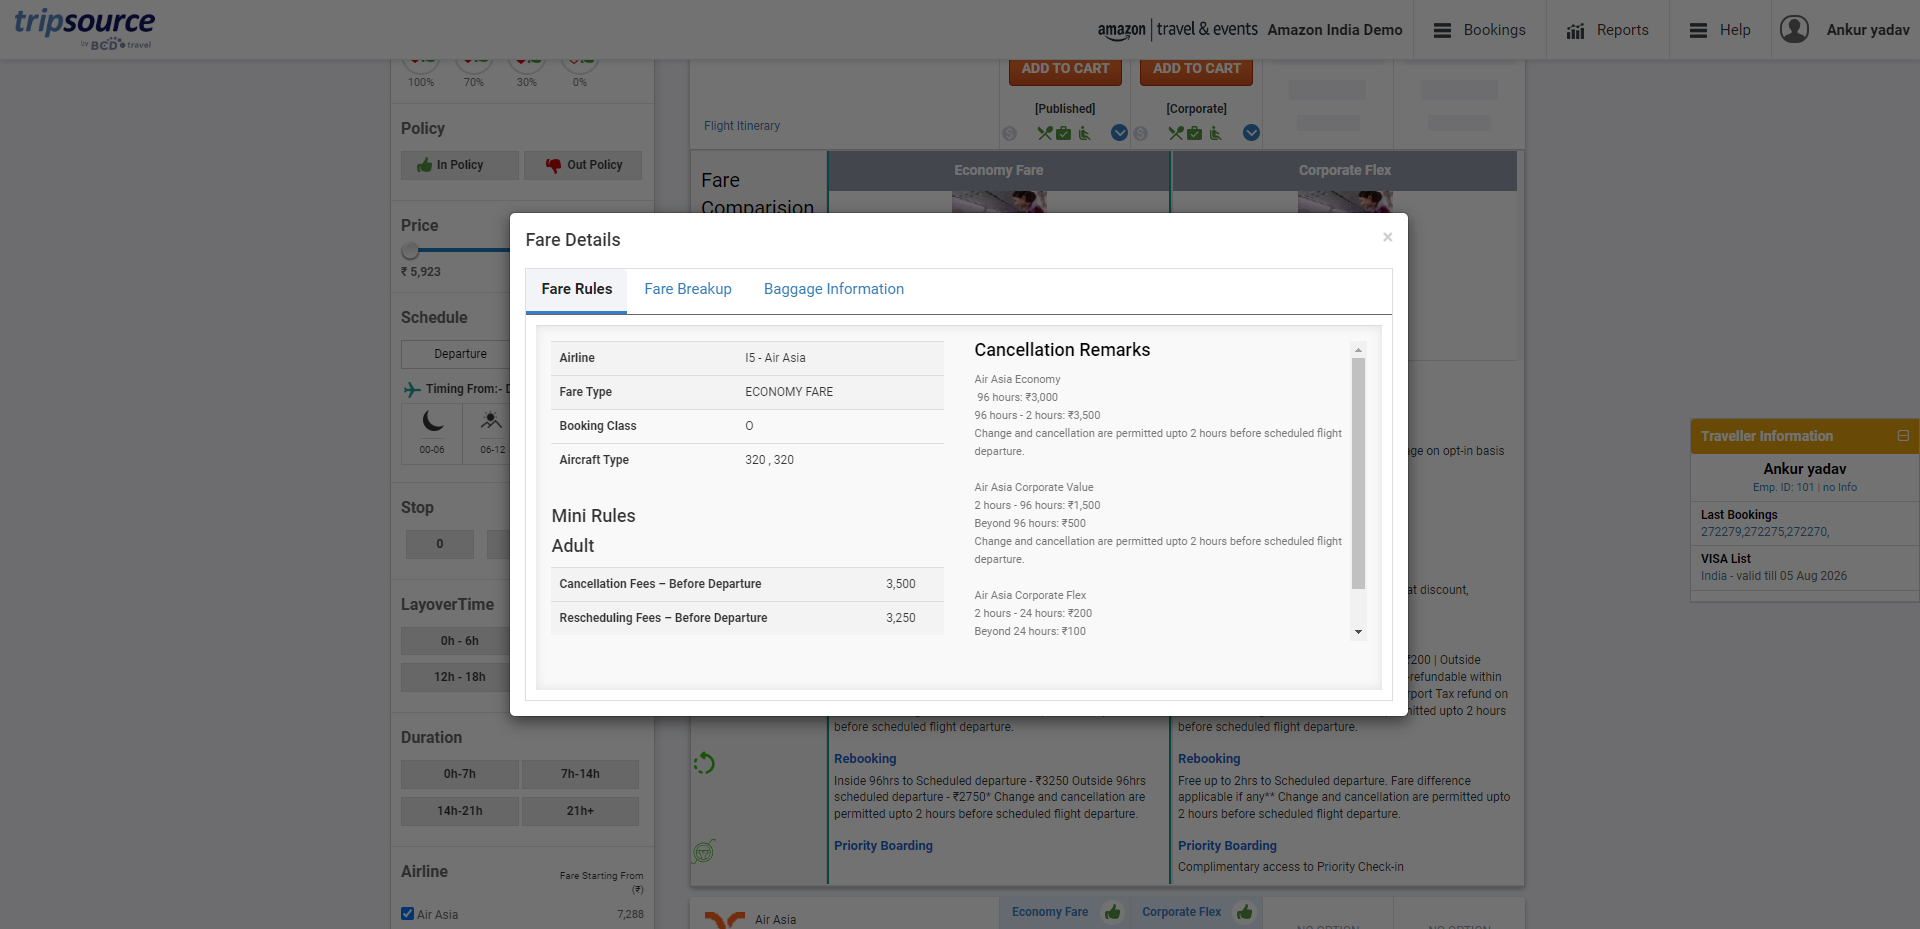 tripsource
by BCD travel
amazon | travel & events
Amazon India Demo
Bookings
Reports
Help
Ankur yadav
100%
70%
30%
0%
Policy
In Policy
Out Policy
Price
₹ 5,923
Schedule
Departure
Timing From:- D
00-06
06-12
Stop
0
LayoverTime
0h - 6h
12h - 18h
Duration
0h-7h
7h-14h
14h-21h
21h+
Airline
Fare Starting From
(₹)
Air Asia
7,288
ADD TO CART
ADD TO CART
[Published]
[Corporate]
Flight Itinerary
Fare
Comparision
Economy Fare
Corporate Flex
Fare Details
×
Fare Rules
Fare Breakup
Baggage Information
Airline
I5 - Air Asia
Fare Type
ECONOMY FARE
Booking Class
O
Aircraft Type
320 , 320
Mini Rules
Adult
Cancellation Fees – Before Departure
3,500
Rescheduling Fees – Before Departure
3,250
Cancellation Remarks
Air Asia Economy
96 hours: ₹3,000
96 hours - 2 hours: ₹3,500
Change and cancellation are permitted upto 2 hours before scheduled flight
departure.
Air Asia Corporate Value
2 hours - 96 hours: ₹1,500
Beyond 96 hours: ₹500
Change and cancellation are permitted upto 2 hours before scheduled flight
departure.
Air Asia Corporate Flex
2 hours - 24 hours: ₹200
Beyond 24 hours: ₹100
ge on opt-in basis
at discount,
₹200 | Outside
-refundable within
rport Tax refund on
nitted upto 2 hours
before scheduled flight departure.
before scheduled flight departure.
Rebooking
Inside 96hrs to Scheduled departure - ₹3250 Outside 96hrs
scheduled departure - ₹2750* Change and cancellation are
permitted upto 2 hours before scheduled flight departure.
Rebooking
Free up to 2hrs to Scheduled departure. Fare difference
applicable if any** Change and cancellation are permitted upto
2 hours before scheduled flight departure.
Priority Boarding
Priority Boarding
Complimentary access to Priority Check-in
Air Asia
Economy Fare
Corporate Flex
NO OPTION
NO OPTION
Traveller Information
Ankur yadav
Emp. ID: 101 | no Info
Last Bookings
272279,272275,272270,
VISA List
India - valid till 05 Aug 2026